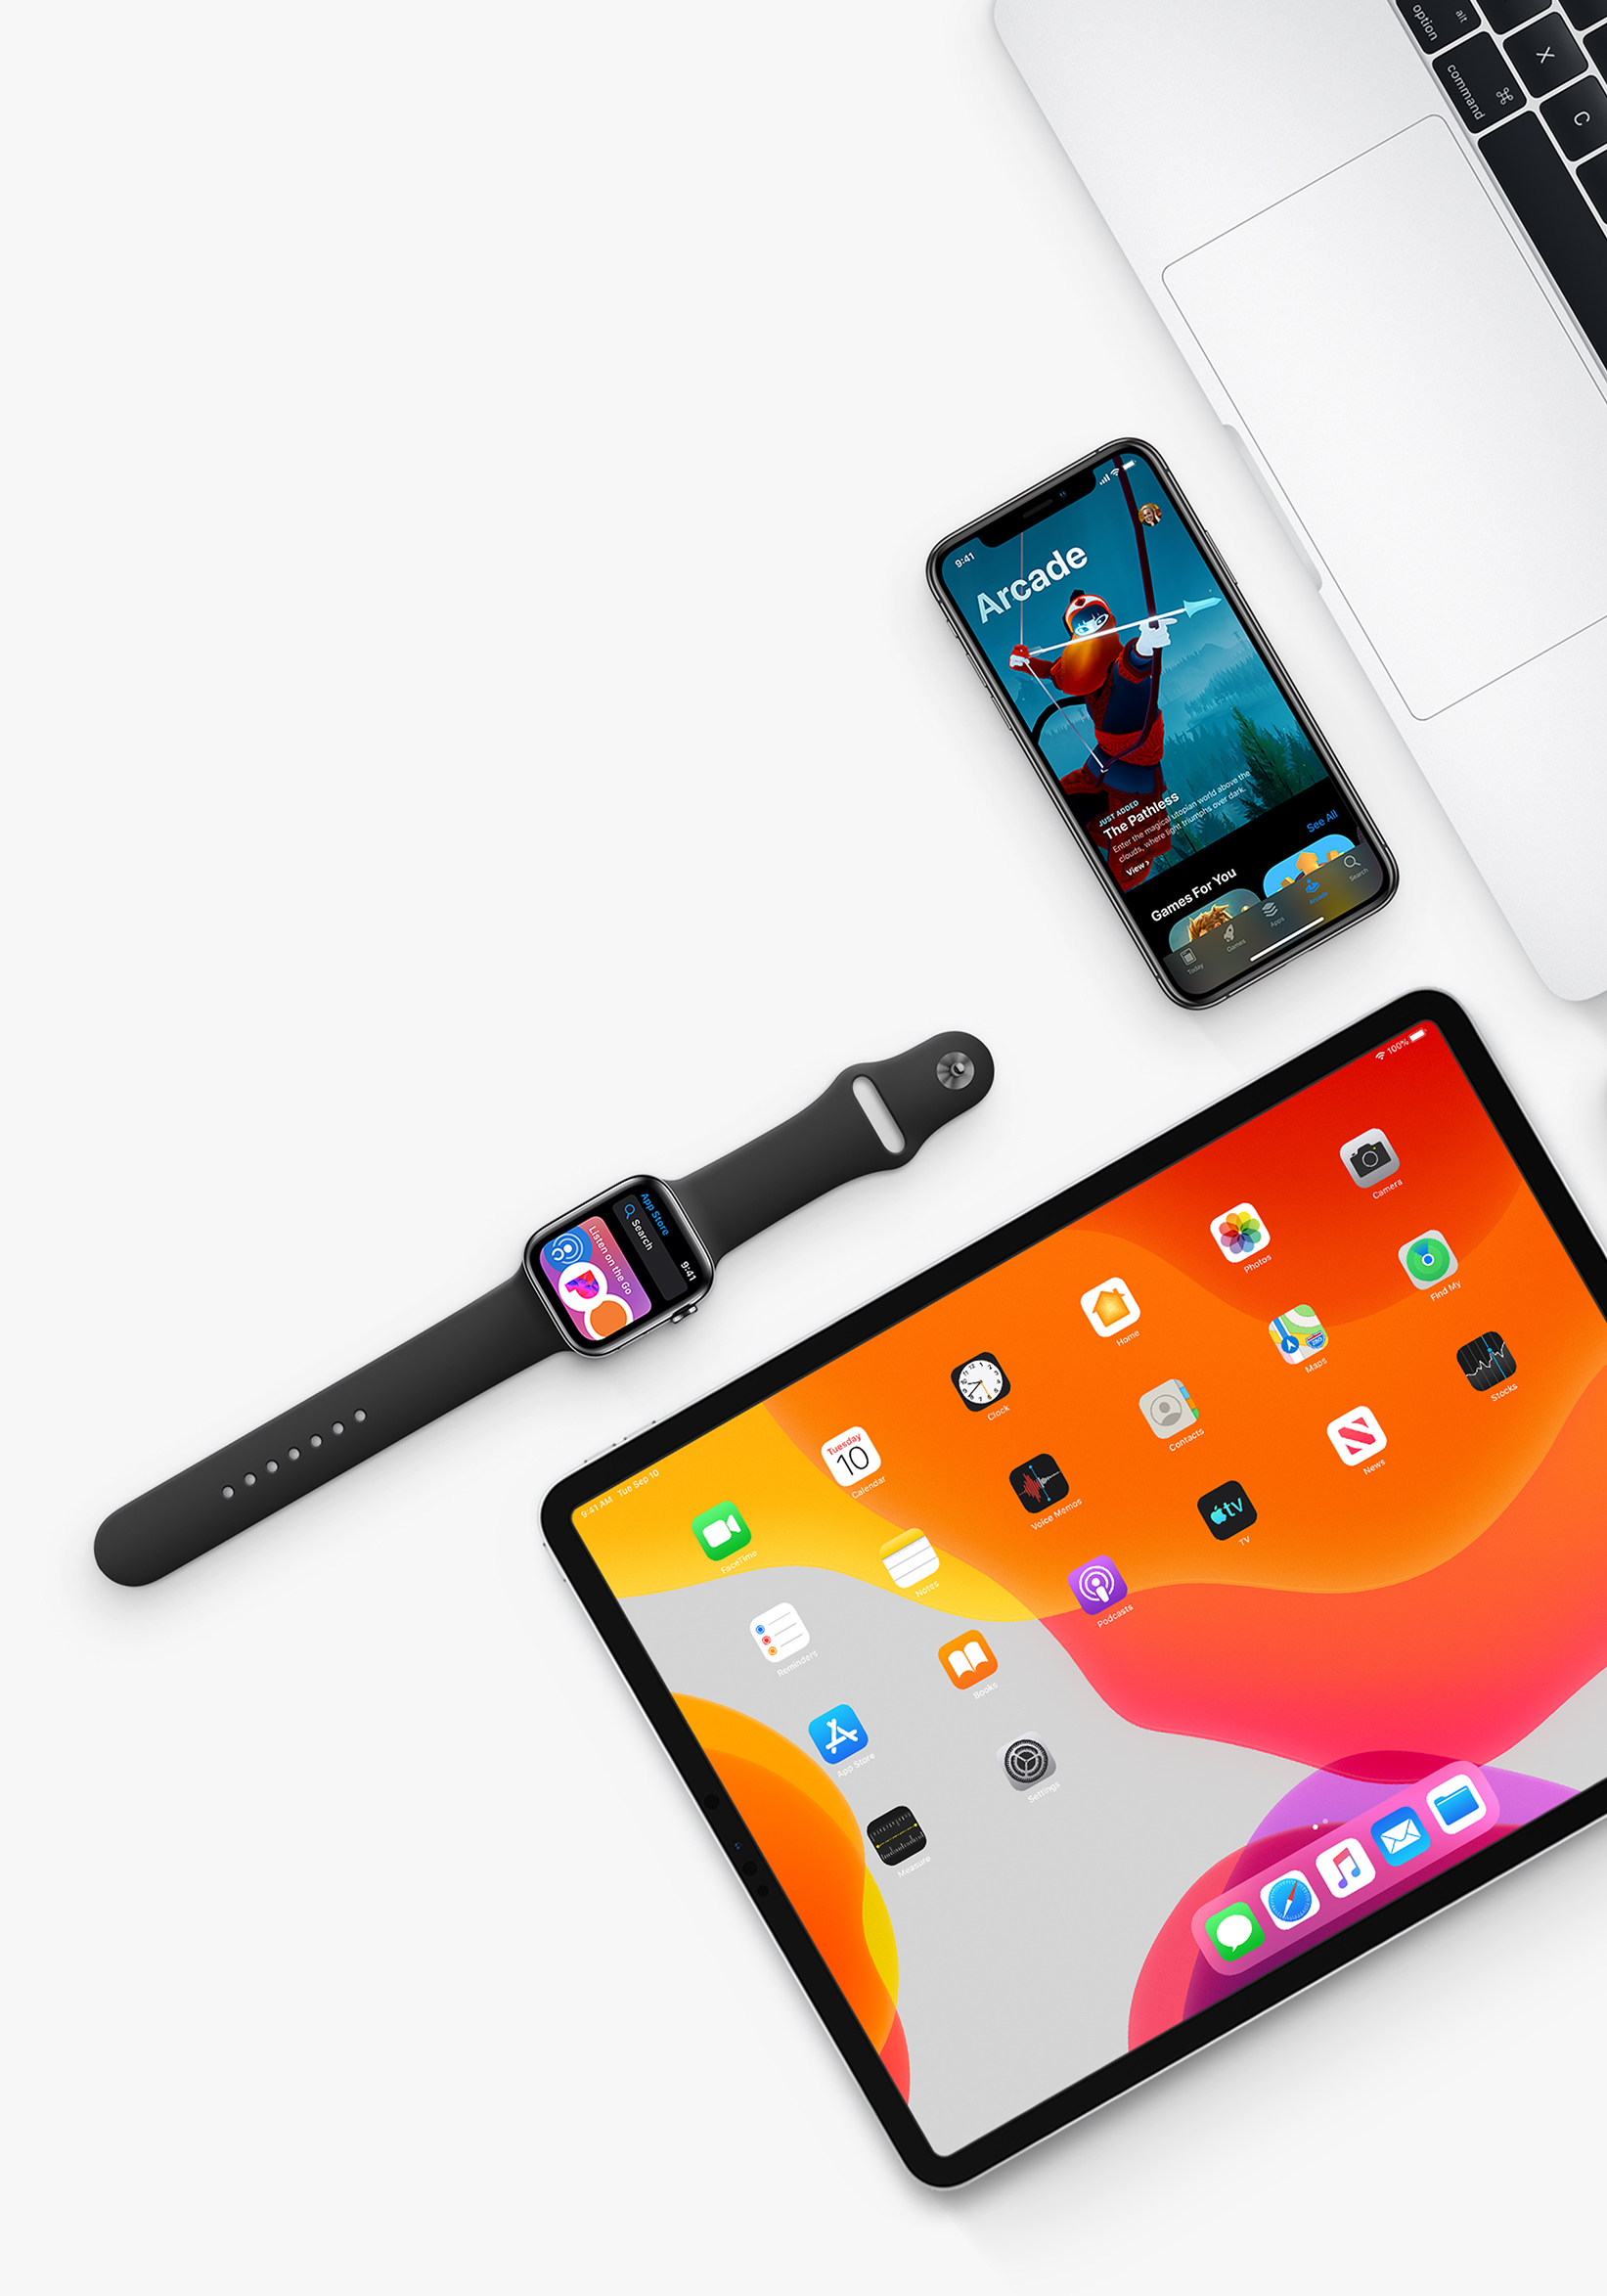 alt
option
X
command
⌘
C
9:41
Arcade
JUST ADDED
The Pathless
Enter the magical utopian world above the
clouds, where light triumphs over dark.
View >
Games For You
See All
Today
Games
Apps
Arcade
Search
App Store
9:41
Search
Listen on the Go
9:41 AM Tue Sep 10
100%
FaceTime
Tuesday
10
Calendar
Clock
Home
Photos
Camera
Reminders
Notes
Voice Memos
Contacts
Maps
Find My
App Store
Books
Podcasts
tv
TV
News
Stocks
Measure
Settings